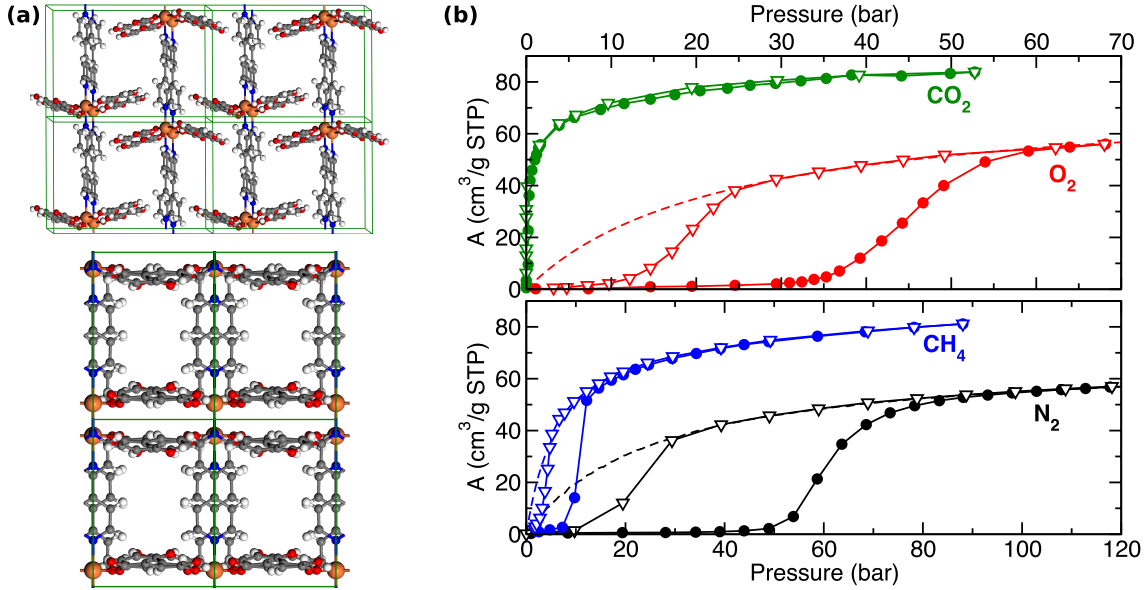 (a)
(b)
Pressure (bar)
0 10 20 30 40 50 60 70
80
60
40
20
0
A (cm³/g STP)
CO₂
O₂
80
60
40
20
0
A (cm³/g STP)
CH₄
N₂
0 20 40 60 80 100 120
Pressure (bar)